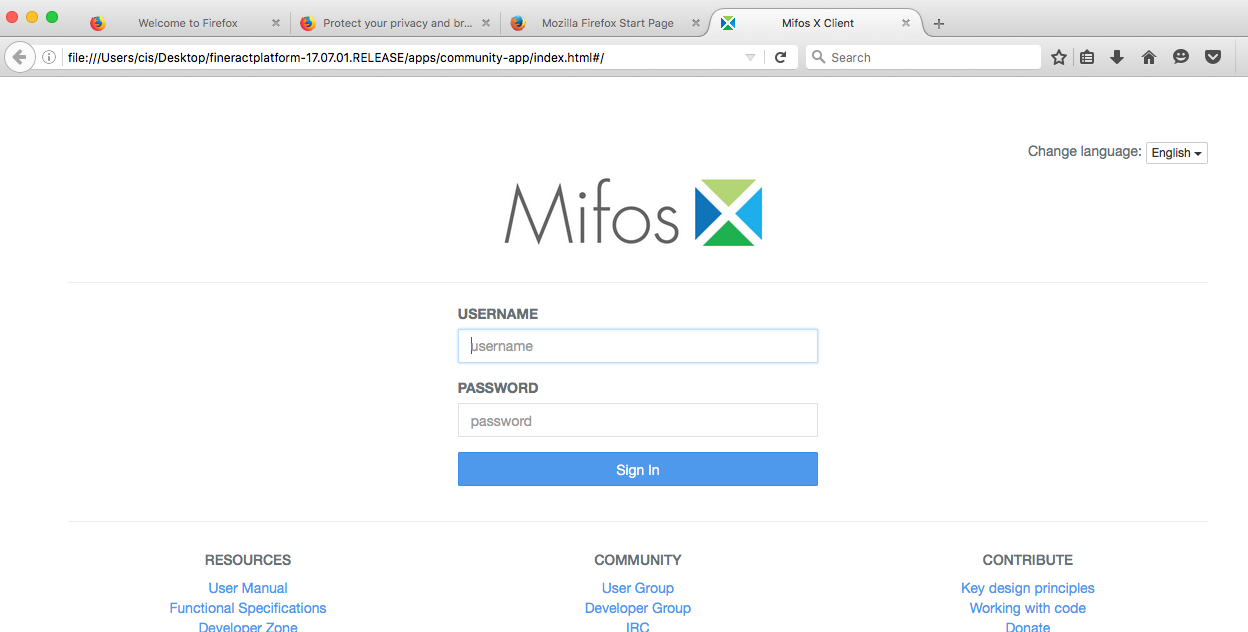 Welcome to Firefox
Protect your privacy and br...
Mozilla Firefox Start Page
Mifos X Client
file:///Users/cis/Desktop/fineractplatform-17.07.01.RELEASE/apps/community-app/index.html#/
Search
Change language: English
Mifos X
USERNAME
username
PASSWORD
password
Sign In
RESOURCES COMMUNITY CONTRIBUTE
User Manual User Group Key design principles
Functional Specifications Developer Group Working with code
Developer Zone IRC Donate